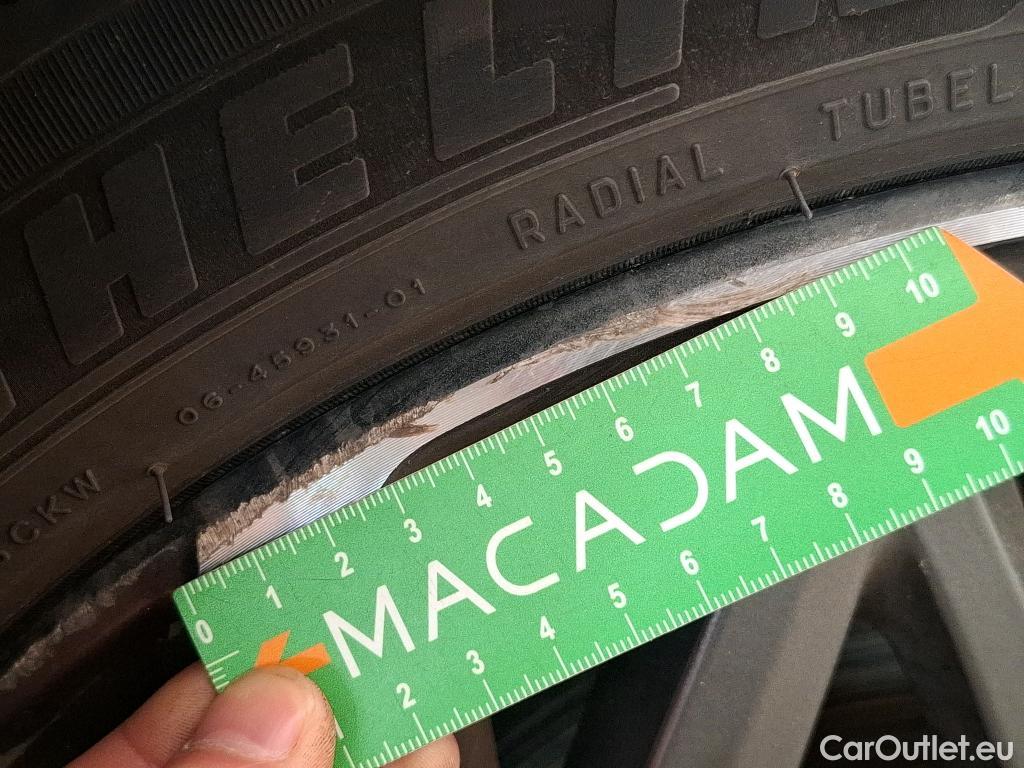 RADIAL TUBEL
06-45931-01
CKW
0 1 2 3 4 5 6 7 8 9 10
MACADAM
2 3 4 5 6 7 8 9 10
CarOutlet.eu